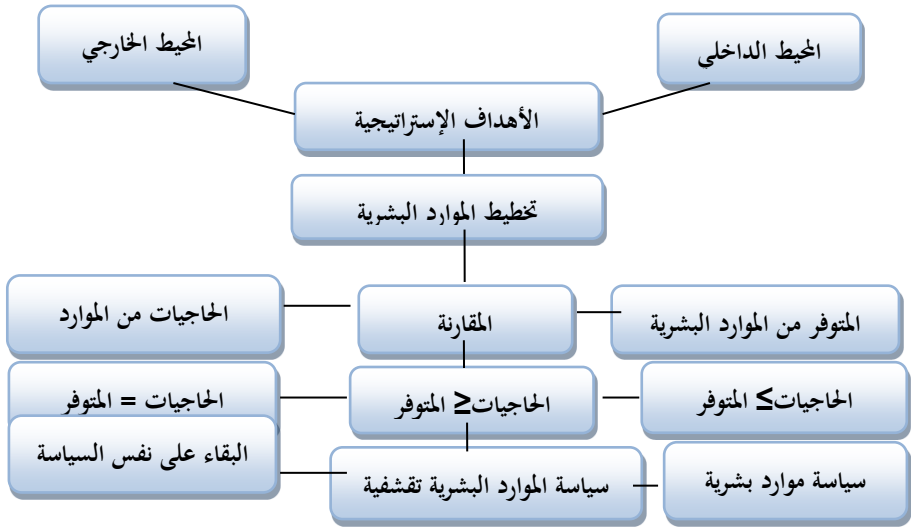 المحيط الداخلي
المحيط الخارجي
الأهداف الإستراتيجية
تخطيط الموارد البشرية
المتوفر من الموارد البشرية
المقارنة
الحاجيات من الموارد
الحاجيات≥ المتوفر
الحاجيات≤ المتوفر
الحاجيات = المتوفر
سياسة موارد بشرية
سياسة الموارد البشرية تقشفية
البقاء على نفس السياسة